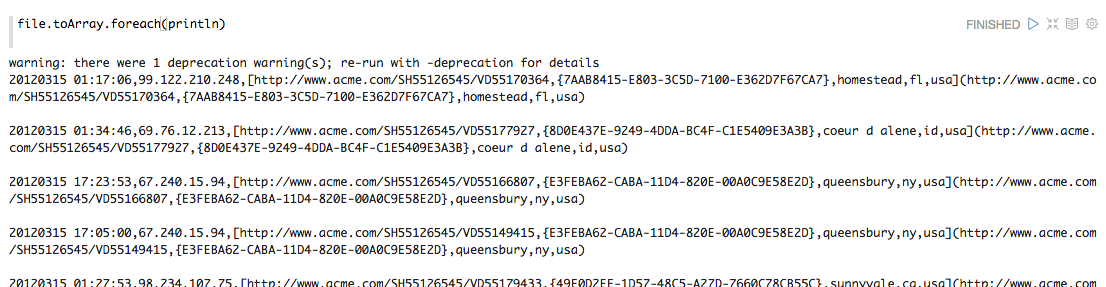 file.toArray.foreach(println)
FINISHED
warning: there were 1 deprecation warning(s); re-run with -deprecation for details
20120315 01:17:06,99.122.210.248,[http://www.acme.com/SH55126545/VD55170364,{7AAB8415-E803-3C5D-7100-E362D7F67CA7},homestead,fl,usa](http://www.aco
m/SH55126545/VD55170364,{7AAB8415-E803-3C5D-7100-E362D7F67CA7},homestead,fl,usa)
20120315 01:34:46,69.76.12.213,[http://www.acme.com/SH55126545/VD55177927,{8D0E437E-9249-4DDA-BC4F-C1E5409E3A3B},coeur d alene,id,usa](http://www.acme.
com/SH55126545/VD55177927,{8D0E437E-9249-4DDA-BC4F-C1E5409E3A3B},coeur d alene,id,usa)
20120315 17:23:53,67.240.15.94,[http://www.acme.com/SH55126545/VD55166807,{E3FEBA62-CABA-11D4-820E-00A0C9E58E2D},queensbury,ny,usa](http://www.acme.com
/SH55126545/VD55166807,{E3FEBA62-CABA-11D4-820E-00A0C9E58E2D},queensbury,ny,usa)
20120315 17:05:00,67.240.15.94,[http://www.acme.com/SH55126545/VD55149415,{E3FEBA62-CABA-11D4-820E-00A0C9E58E2D},queensbury,ny,usa](http://www.acme.com
/SH55126545/VD55149415,{E3FEBA62-CABA-11D4-820E-00A0C9E58E2D},queensbury,ny,usa)
20120315 01:27:53,98.234.107.75,[http://www.acme.com/SH55126545/VD55179433,{49E0D2EE-1D57-48C5-A27D-7660C78CB55C},sunnyvale,ca,usa](http://www.acme.com